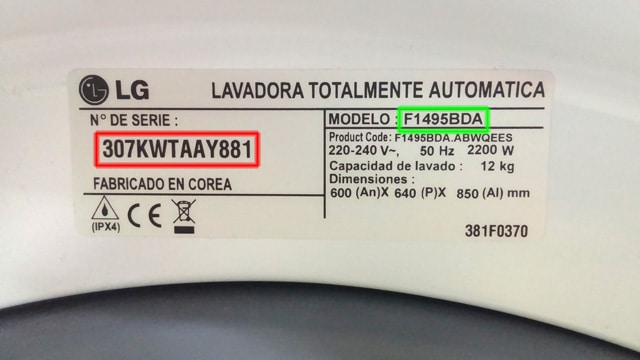 LG LAVADORA TOTALMENTE AUTOMATICA
Nº DE SERIE :
307KWTAAY881
FABRICADO EN COREA
(IPX4)
MODELO : F1495BDA
Product Code: F1495BDA.ABWQEES
220-240 V~, 50 Hz 2200 W
Capacidad de lavado : 12 kg
Dimensiones :
600 (An)X 640 (P)X 850 (Al) mm
381F0370